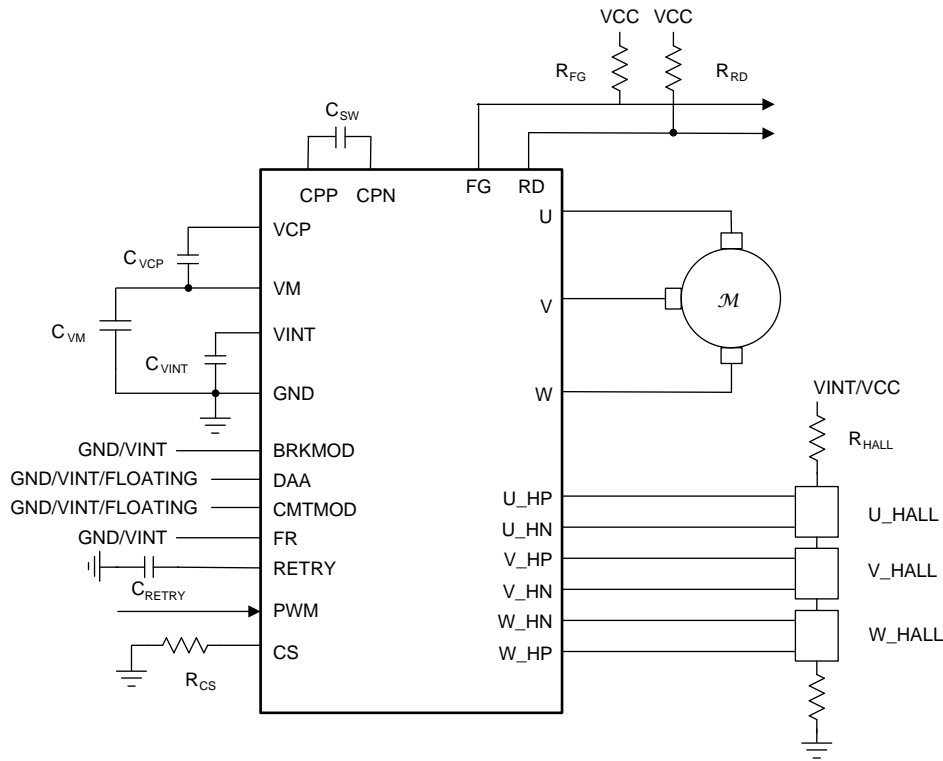 VCC VCC
R_FG R_RD
C_SW
CPP CPN FG RD
VCP U
C_VCP
VM V
C_VM
VINT
C_VINT
GND W
ℳ
VINT/VCC
R_HALL
GND/VINT BRKMOD
GND/VINT/FLOATING DAA
GND/VINT/FLOATING CMTMOD
GND/VINT FR
RETRY
C_RETRY
PWM
CS
R_CS
U_HP
U_HN
U_HALL
V_HP
V_HN
V_HALL
W_HN
W_HP
W_HALL